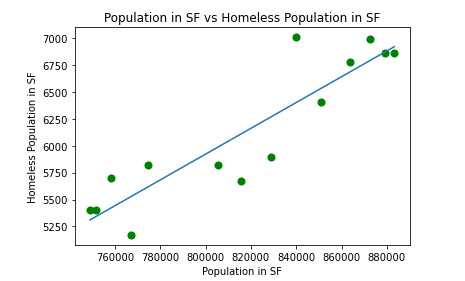 Population in SF vs Homeless Population in SF
7000
6750
6500
6250
6000
5750
5500
5250
Homeless Population in SF
760000 780000 800000 820000 840000 860000 880000
Population in SF